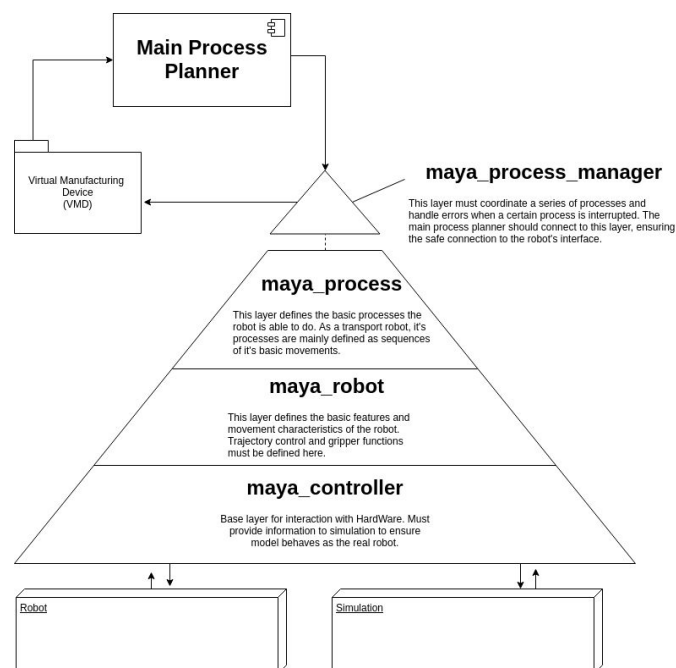 Main Process
Planner
Virtual Manufacturing
Device
(VMD)
maya_process_manager
This layer must coordinate a series of processes and
handle errors when a certain process is interrupted. The
main process planner should connect to this layer, ensuring
the safe connection to the robot's interface.
maya_process
This layer defines the basic processes the
robot is able to do. As a transport robot, it's
processes are mainly defined as sequences
of it's basic movements.
maya_robot
This layer defines the basic features and
movement characteristics of the robot.
Trajectory control and gripper functions
must be defined here.
maya_controller
Base layer for interaction with HardWare. Must
provide information to simulation to ensure
model behaves as the real robot.
Robot
Simulation